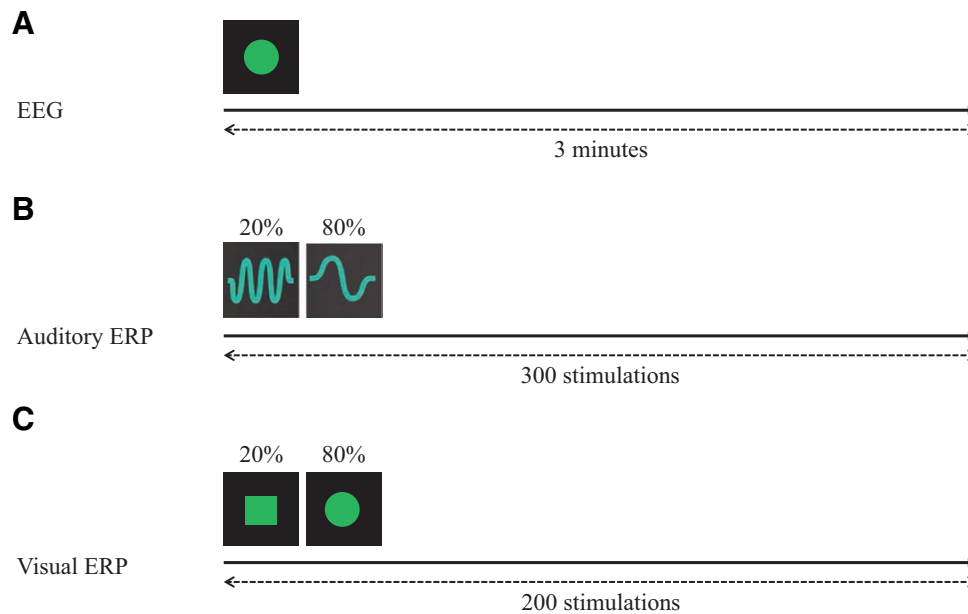 A
EEG
3 minutes
B
20% 80%
Auditory ERP
300 stimulations
C
20% 80%
Visual ERP
200 stimulations